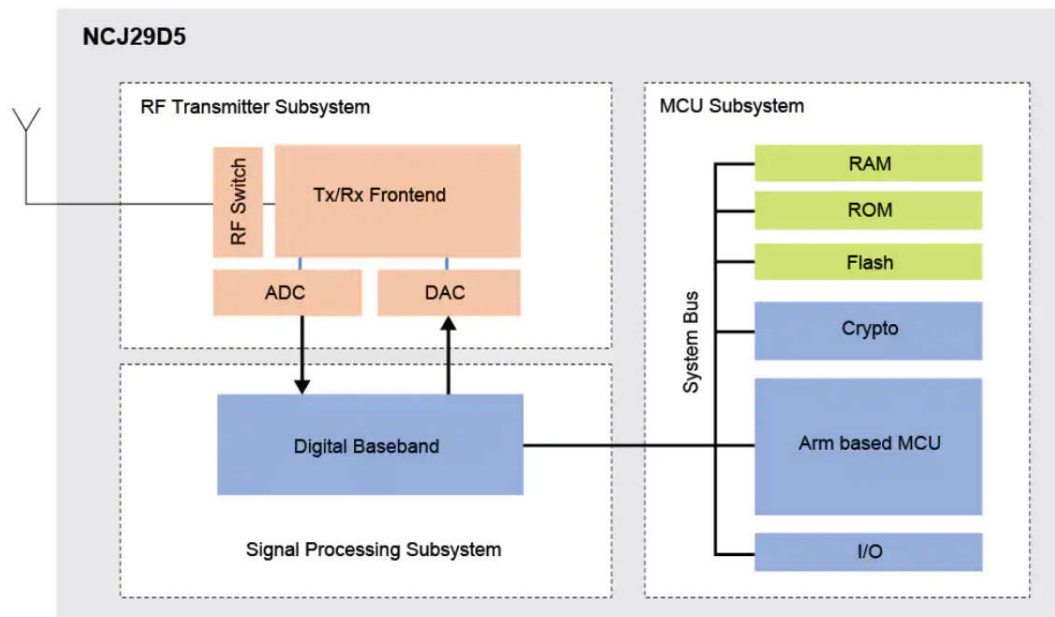 NCJ29D5
RF Transmitter Subsystem
RF Switch
Tx/Rx Frontend
ADC
DAC
Digital Baseband
Signal Processing Subsystem
MCU Subsystem
System Bus
RAM
ROM
Flash
Crypto
Arm based MCU
I/O